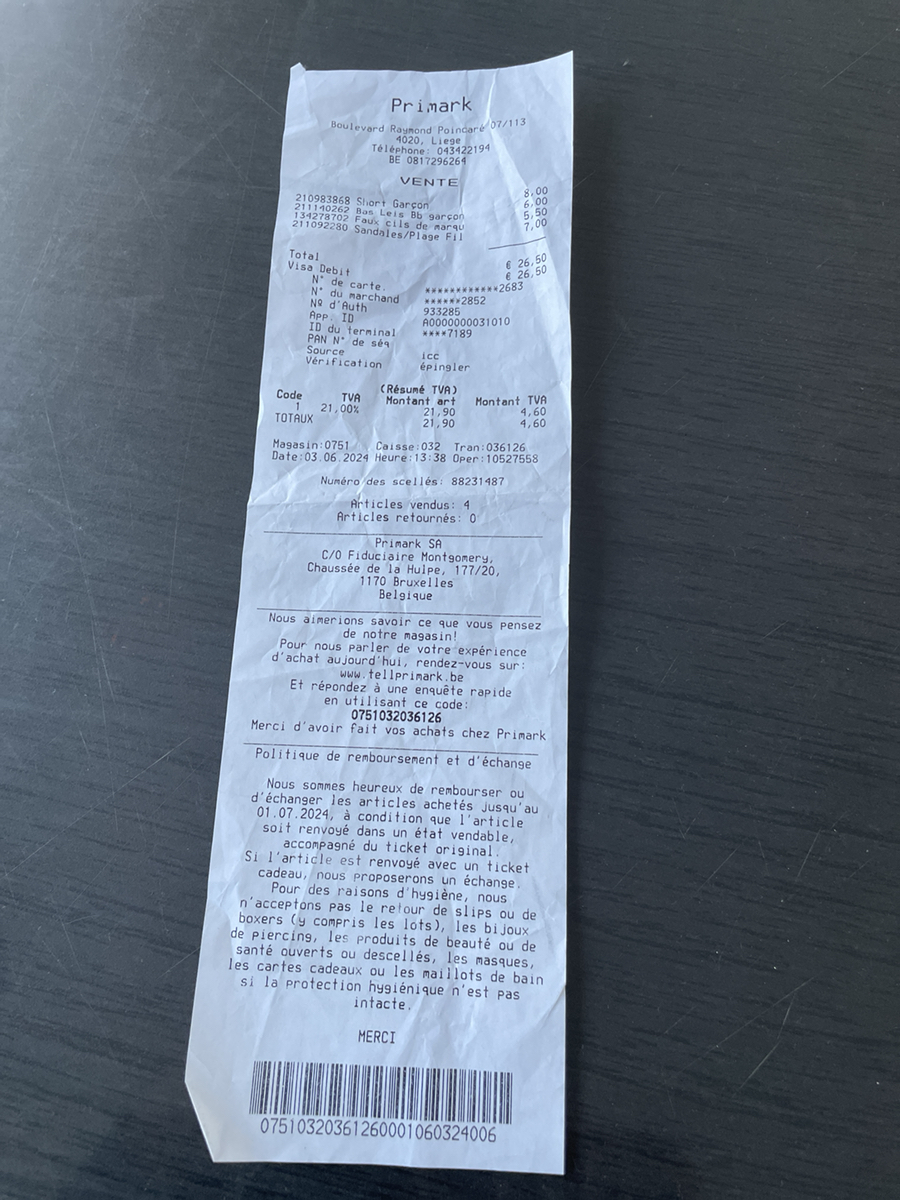 Primark
Boulevard Raymond Poincaré 07/113
4020, Liege
Téléphone: 043422194
BE 0817296264
VENTE
210983868 Short Garçon 8,00
211140262 Bas Leis Bb garçon 6,00
134278702 Faux cils de marqu 5,50
211092280 Sandales/Plage Fil 7,00
Total € 26,50
Visa Debit € 26,50
N° de carte. ************2683
N° du marchand ******2852
Nº d'Auth 933285
App. ID A0000000031010
ID du terminal ****7189
PAN N° de séq
Source icc
Vérification épingler
(Résumé TVA)
Code TVA Montant art Montant TVA
1 21,00% 21,90 4,60
TOTAUX 21,90 4,60
Magasin:0751 Caisse:032 Tran:036126
Date:03.06.2024 Heure:13:38 Oper:10527558
Numéro des scellés: 88231487
Articles vendus: 4
Articles retournés: 0
Primark SA
C/O Fiduciaire Montgomery,
Chaussée de la Hulpe, 177/20,
1170 Bruxelles
Belgique
Nous aimerions savoir ce que vous pensez
de notre magasin!
Pour nous parler de votre expérience
d'achat aujourd'hui, rendez-vous sur:
www.tellprimark.be
Et répondez à une enquête rapide
en utilisant ce code:
0751032036126
Merci d'avoir fait vos achats chez Primark
Politique de remboursement et d'échange
Nous sommes heureux de rembourser ou
d'échanger les articles achetés jusqu'au
01.07.2024, à condition que l'article
soit renvoyé dans un état vendable,
accompagné du ticket original.
Si l'article est renvoyé avec un ticket
cadeau, nous proposerons un échange.
Pour des raisons d'hygiène, nous
n'acceptons pas le retour de slips ou de
boxers (y compris les lots), les bijoux
de piercing, les produits de beauté ou de
santé ouverts ou descellés, les masques,
les cartes cadeaux ou les maillots de bain
si la protection hygiénique n'est pas
intacte.
MERCI
07510320361260001060324006